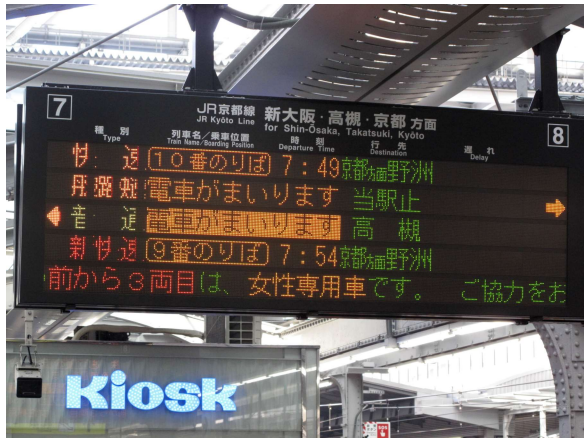 7
JR京都線 新大阪・高槻・京都 方面
JR Kyōto Line for Shin-Ōsaka, Takatsuki, Kyōto
8
種別 列車名/乗車位置 時刻 行先 遅れ
Type Train Name/Boarding Position Departure Time Destination Delay
快速 10番のりば 7:49 京都方面野洲
電車がまいります 当駅止
普通 電車がまいります 高槻
新快速 9番のりば 7:54 京都方面野洲
前から3両目は、女性専用車です。 ご協力をお
Kiosk